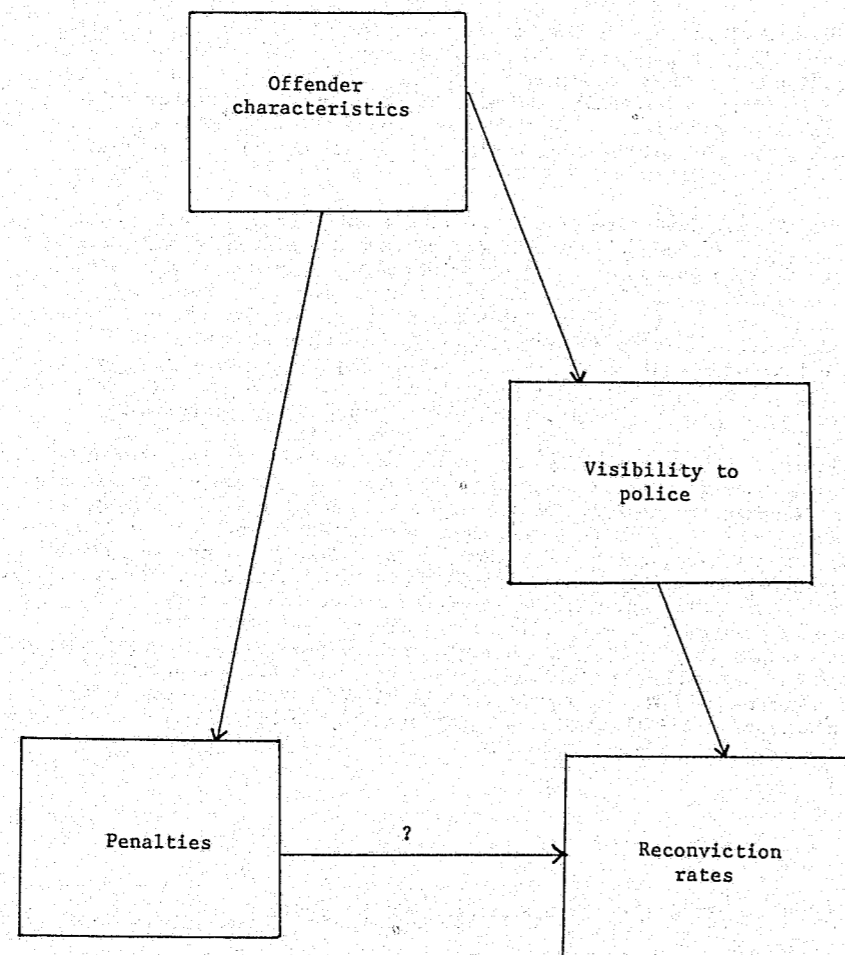 Offender
characteristics
Visibility to
police
Penalties
?
Reconviction
rates